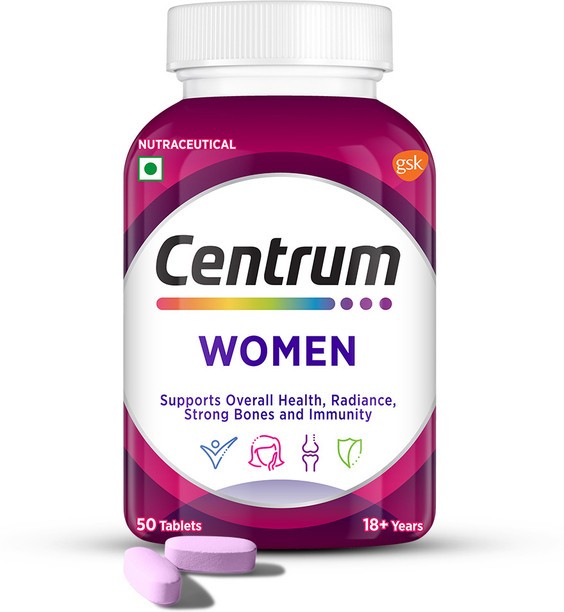 NUTRACEUTICAL
gsk
Centrum
WOMEN
Supports Overall Health, Radiance,
Strong Bones and Immunity
50 Tablets
18+ Years